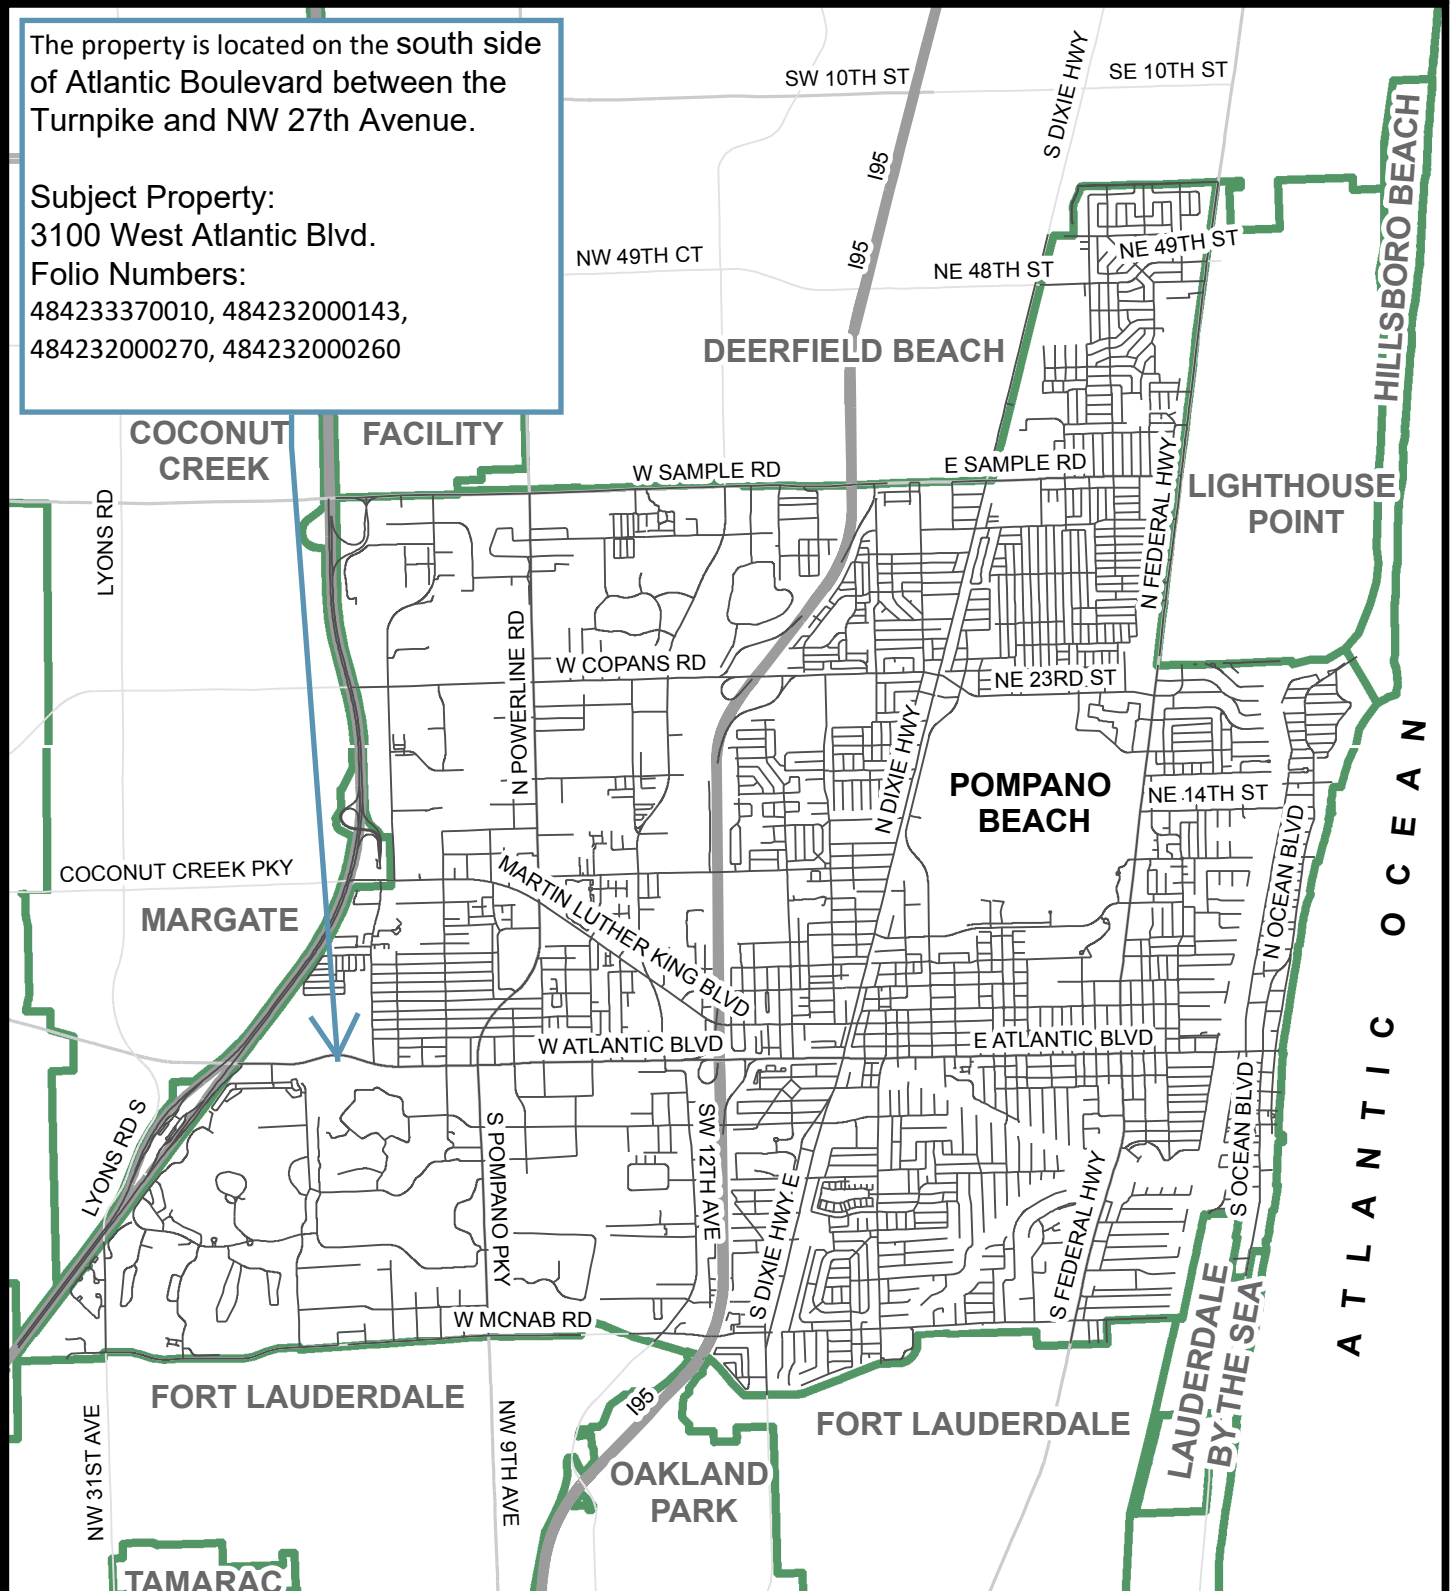 The property is located on the south side
of Atlantic Boulevard between the
Turnpike and NW 27th Avenue.
Subject Property:
3100 West Atlantic Blvd.
Folio Numbers:
484233370010, 484232000143,
484232000270, 484232000260
SW 10TH ST
SE 10TH ST
S DIXIE HWY
I95
HILLSBORO BEACH
NE 49TH ST
NW 49TH CT
I95
NE 48TH ST
DEERFIELD BEACH
COCONUT
CREEK
FACILITY
W SAMPLE RD
E SAMPLE RD
LYONS RD
N FEDERAL HWY
LIGHTHOUSE
POINT
N POWERLINE RD
W COPANS RD
NE 23RD ST
N DIXIE HWY
POMPANO
BEACH
NE 14TH ST
N OCEAN BLVD
ATLANTIC OCEAN
COCONUT CREEK PKY
MARTIN LUTHER KING BLVD
MARGATE
W ATLANTIC BLVD
E ATLANTIC BLVD
LYONS RD S
S POMPANO PKY
SW 12TH AVE
S DIXIE HWY E
S FEDERAL HWY
S OCEAN BLVD
W MCNAB RD
LAUDERDALE
BY THE SEA
FORT LAUDERDALE
I95
FORT LAUDERDALE
NW 31ST AVE
NW 9TH AVE
OAKLAND
PARK
TAMARAC